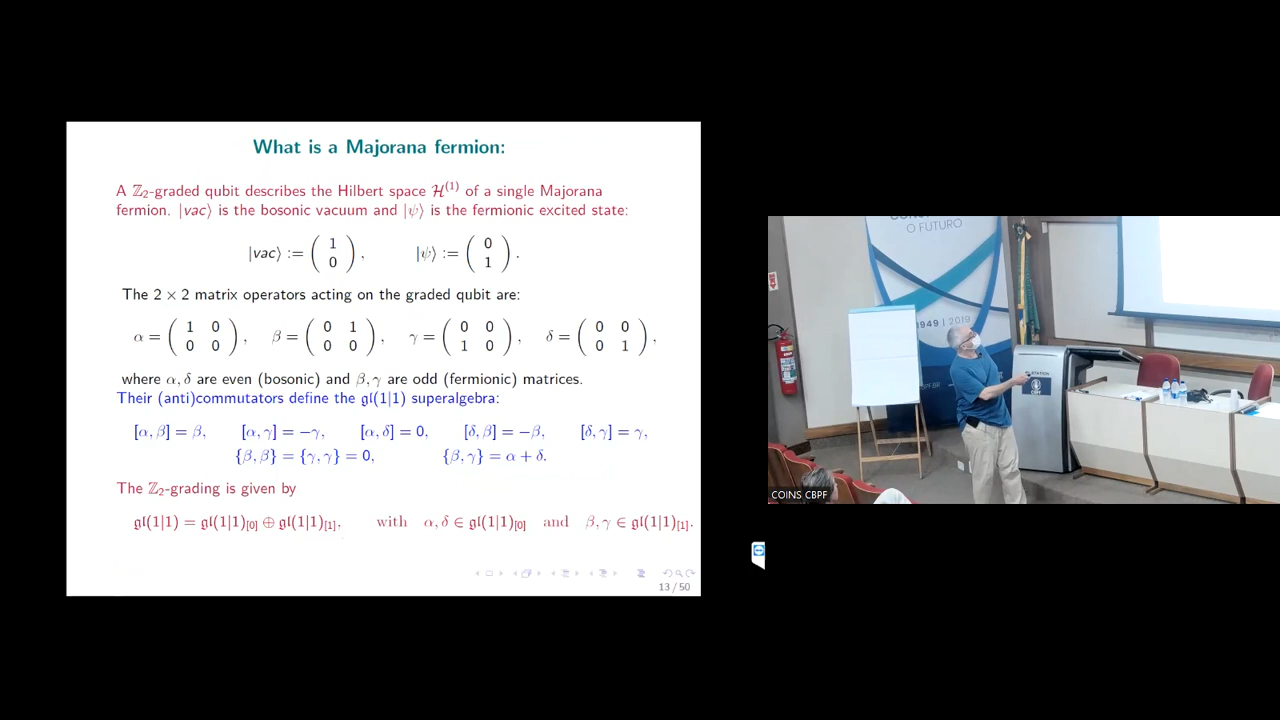 What is a Majorana fermion:
A ℤ₂-graded qubit describes the Hilbert space ℋ⁽¹⁾ of a single Majorana
fermion. |vac⟩ is the bosonic vacuum and |ψ⟩ is the fermionic excited state:
|vac⟩ := ( 1 0 ), |ψ⟩ := ( 0 1 ).
The 2 × 2 matrix operators acting on the graded qubit are:
α = ( 1 0 0 0 ), β = ( 0 1 0 0 ), γ = ( 0 0 1 0 ), δ = ( 0 0 0 1 ),
where α, δ are even (bosonic) and β, γ are odd (fermionic) matrices.
Their (anti)commutators define the 𝔤𝔩(1|1) superalgebra:
[α, β] = β, [α, γ] = −γ, [α, δ] = 0, [δ, β] = −β, [δ, γ] = γ,
{β, β} = {γ, γ} = 0, {β, γ} = α + δ.
The ℤ₂-grading is given by
𝔤𝔩(1|1) = 𝔤𝔩(1|1)[0] ⊕ 𝔤𝔩(1|1)[1], with α, δ ∈ 𝔤𝔩(1|1)[0] and β, γ ∈ 𝔤𝔩(1|1)[1].
13 / 50
O FUTURO
1949 | 2019
CBPF
COINS CBPF